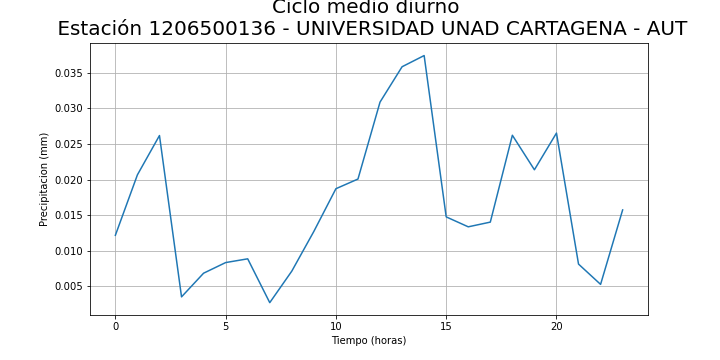 Ciclo medio diurno
Estación 1206500136 - UNIVERSIDAD UNAD CARTAGENA - AUT
0.035
0.030
0.025
0.020
0.015
0.010
0.005
Precipitacion (mm)
0 5 10 15 20
Tiempo (horas)